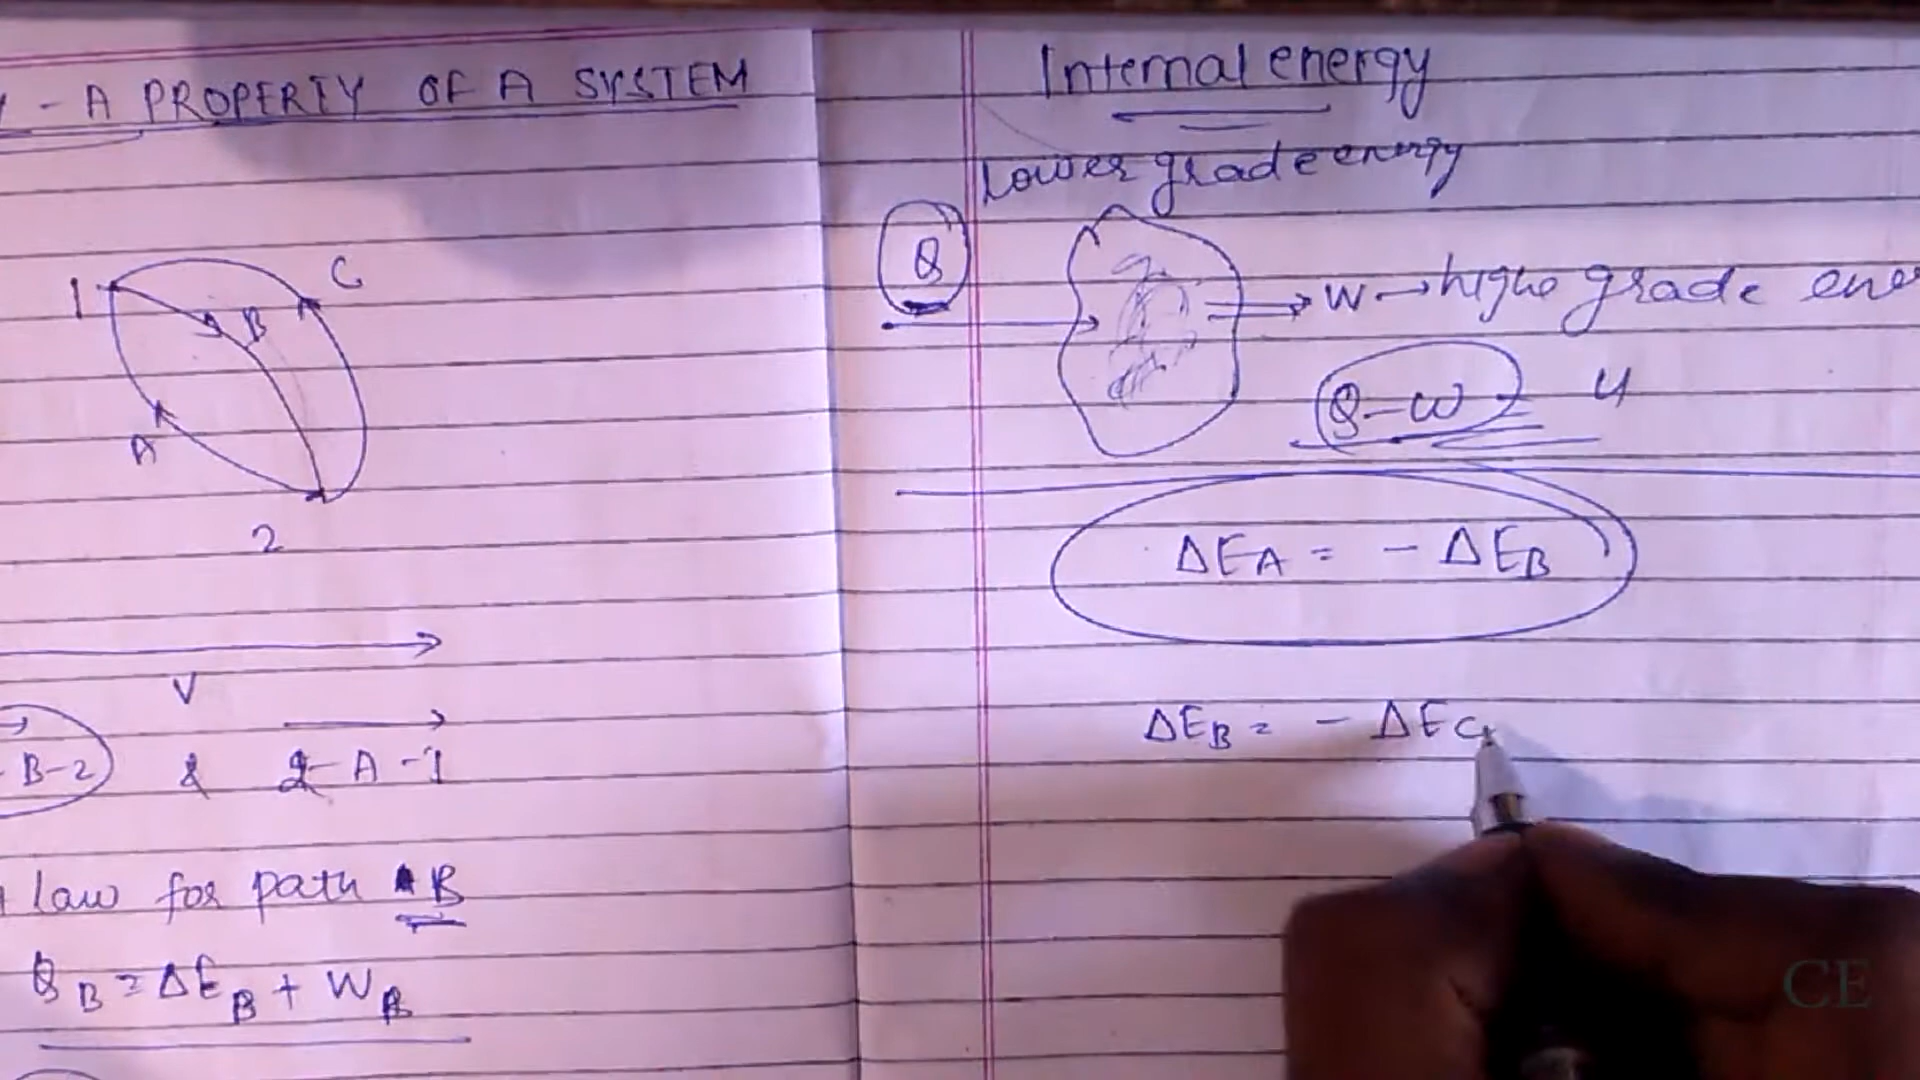 - A PROPERTY OF A SYSTEM
1
C
B
A
2
V
B-2) & 2-A-1
law for path B
QB = ΔEB + WB
Internal energy
Lower grade energy
Q
W → grade ene
Q-W = U
ΔEA = - ΔEB
ΔEB = - ΔEC
CE